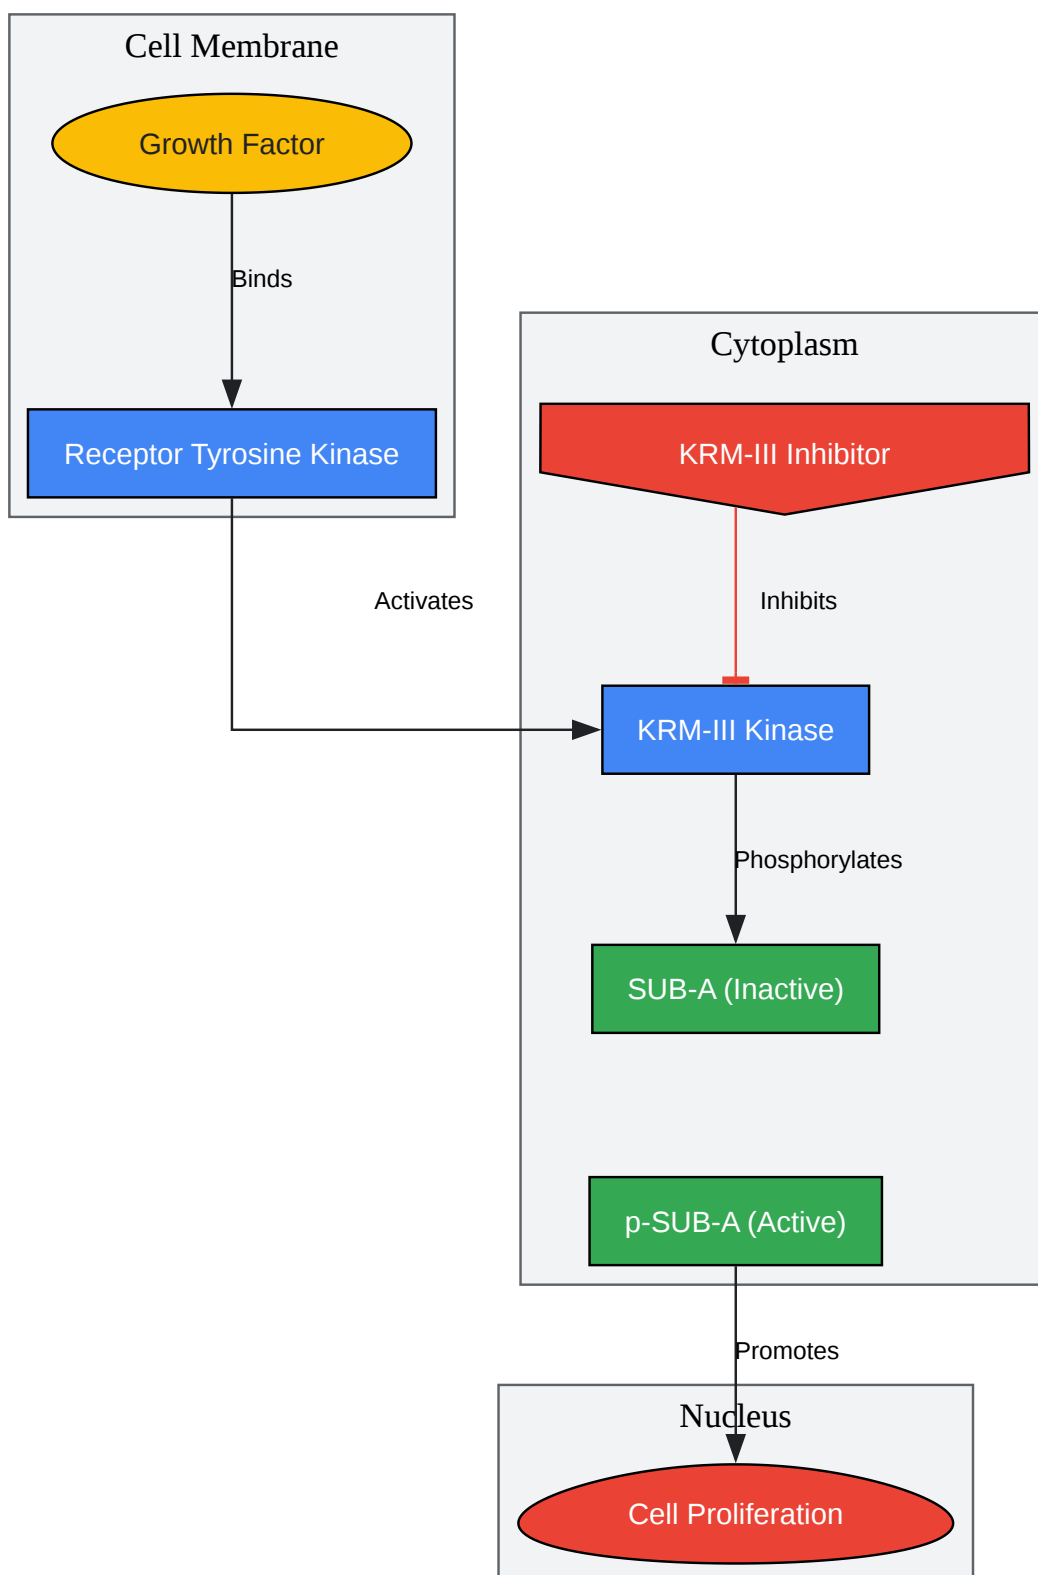 Cell Membrane
Growth Factor
Binds
Receptor Tyrosine Kinase
Activates
Cytoplasm
KRM-III Inhibitor
Inhibits
KRM-III Kinase
Phosphorylates
SUB-A (Inactive)
p-SUB-A (Active)
Promotes
Nucleus
Cell Proliferation